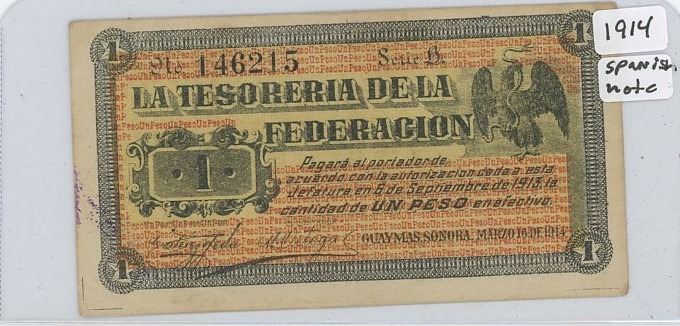 1914
Spanish
note
1 1
No. 146215 Serie B.
LA TESORERIA DE LA
FEDERACION
1
Pagará al portador de
acuerdo con la autorizacion dada a esta
Jefatura en 6 de Septiembre de 1913, la
cantidad de UN PESO en efectivo.
GUAYMAS, SONORA, MARZO 16 DE 1914
1 1